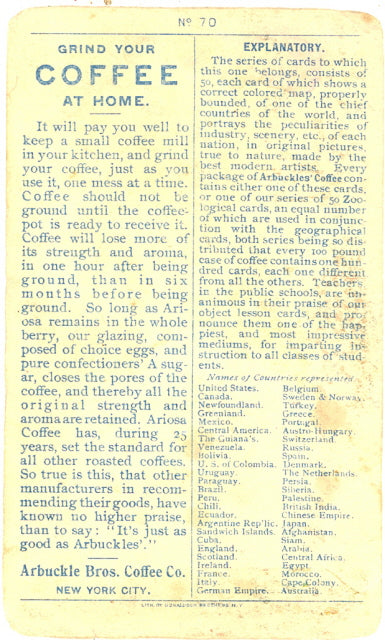 No 70
GRIND YOUR
COFFEE
AT HOME.
It will pay you well to
keep a small coffee mill
in your kitchen, and grind
your coffee, just as you
use it, one mess at a time.
Coffee should not be
ground until the coffee-
pot is ready to receive it.
Coffee will lose more of
its strength and aroma,
in one hour after being
ground, than in six
months before being
ground. So long as Ari-
osa remains in the whole
berry, our glazing, com-
posed of choice eggs, and
pure confectioners' A sug-
ar, closes the pores of the
coffee, and thereby all the
original strength and
aroma are retained. Ariosa
Coffee has, during 25
years, set the standard for
all other roasted coffees.
So true is this, that other
manufacturers in recom-
mending their goods, have
known no higher praise,
than to say: "It's just as
good as Arbuckles'."
Arbuckle Bros. Coffee Co.
NEW YORK CITY.
EXPLANATORY.
The series of cards to which
this one belongs, consists of
50, each card of which shows a
correct colored map, properly
bounded, of one of the chief
countries of the world, and
portrays the peculiarities of
industry, scenery, etc., of each
nation, in original pictures,
true to nature, made by the
best modern artists. Every
package of Arbuckles' Coffee con-
tains either one of these cards,
or one of our series of 50 Zoo-
logical cards, an equal number
of which are used in conjunc-
tion with the geographical
cards, both series being so dis-
tributed that every 100 pound
case of coffee contains one hun-
dred cards, each one different
from all the others. Teachers
in the public schools, are un-
animous in their praise of our
object lesson cards, and pro-
nounce them one of the hap-
piest, and most impressive
mediums, for imparting in-
struction to all classes of stud-
ents.
Names of Countries represented.
United States.
Canada.
Newfoundland.
Greenland.
Mexico.
Central America.
The Guiana's.
Venezuela.
Bolivia.
U. S. of Colombia.
Uruguay.
Paraguay.
Brazil.
Peru.
Chili.
Ecuador.
Argentine Rep'lic.
Sandwich Islands.
Cuba.
England.
Scotland.
Ireland.
France.
Italy.
German Empire.
Belgium.
Sweden & Norway.
Turkey.
Greece.
Portugal.
Austro-Hungary.
Switzerland.
Russia.
Spain.
Denmark.
The Netherlands.
Persia.
Siberia.
Palestine.
British India.
Chinese Empire.
Japan.
Afghanistan.
Siam.
Arabia.
Central Africa.
Egypt.
Morocco.
Cape Colony.
Australia.
LITH. BY DONALDSON BROTHERS, N.Y.